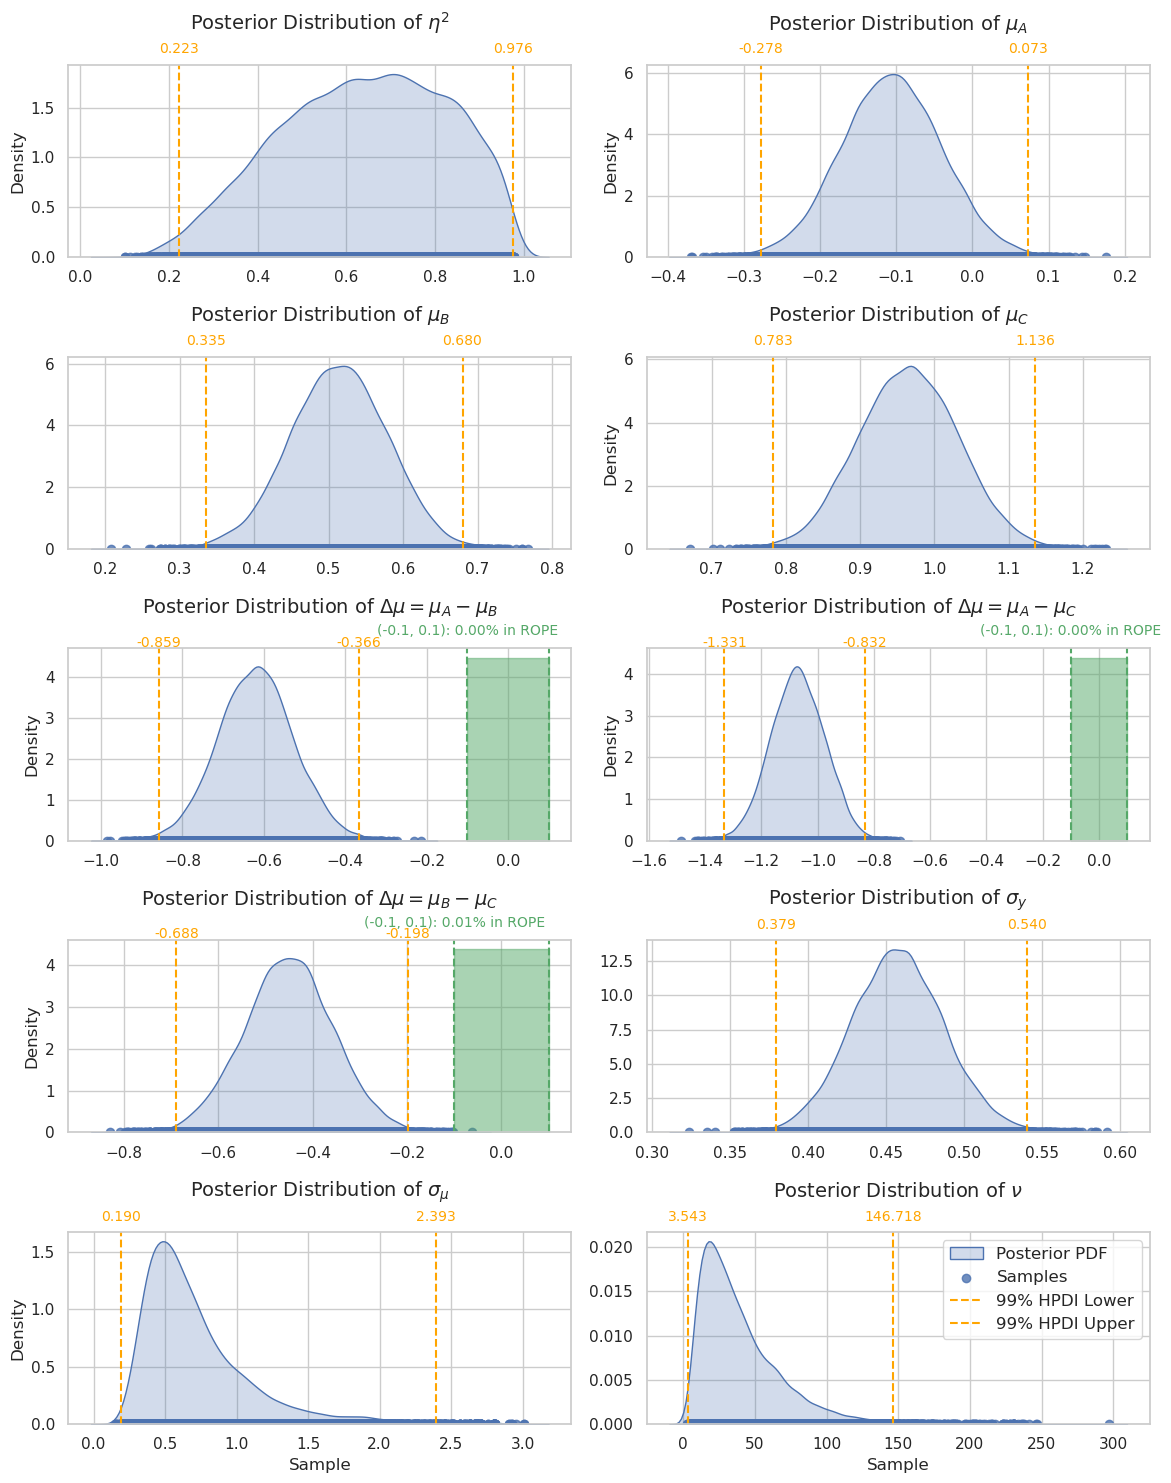 Posterior Distribution of η²
0.223 0.976
Density
1.5
1.0
0.5
0.0
0.0 0.2 0.4 0.6 0.8 1.0
Posterior Distribution of μ_A
-0.278 0.073
Density
6
4
2
0
−0.4 −0.3 −0.2 −0.1 0.0 0.1 0.2
Posterior Distribution of μ_B
0.335 0.680
6
4
2
0
0.2 0.3 0.4 0.5 0.6 0.7 0.8
Posterior Distribution of μ_C
0.783 1.136
Density
6
4
2
0
0.7 0.8 0.9 1.0 1.1 1.2
Posterior Distribution of Δμ = μ_A − μ_B
(-0.1, 0.1): 0.00% in ROPE
-0.859 -0.366
Density
4
3
2
1
0
−1.0 −0.8 −0.6 −0.4 −0.2 0.0
Posterior Distribution of Δμ = μ_A − μ_C
(-0.1, 0.1): 0.00% in ROPE
-1.331 -0.832
Density
4
3
2
1
0
−1.6 −1.4 −1.2 −1.0 −0.8 −0.6 −0.4 −0.2 0.0
Posterior Distribution of Δμ = μ_B − μ_C
(-0.1, 0.1): 0.01% in ROPE
-0.688 -0.198
Density
4
3
2
1
0
−0.8 −0.6 −0.4 −0.2 0.0
Posterior Distribution of σ_y
0.379 0.540
12.5
10.0
7.5
5.0
2.5
0.0
0.30 0.35 0.40 0.45 0.50 0.55 0.60
Posterior Distribution of σ_μ
0.190 2.393
Density
1.5
1.0
0.5
0.0
0.0 0.5 1.0 1.5 2.0 2.5 3.0
Sample
Posterior Distribution of ν
3.543 146.718
0.020
0.015
0.010
0.005
0.000
0 50 100 150 200 250 300
Sample
Posterior PDF
Samples
99% HPDI Lower
99% HPDI Upper